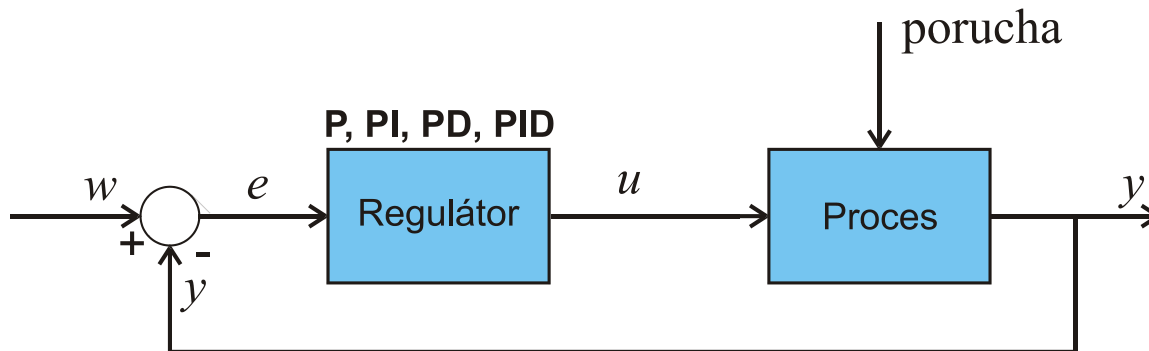 porucha
P, PI, PD, PID
w
e
u
y
Regulátor
Proces
+
-
y